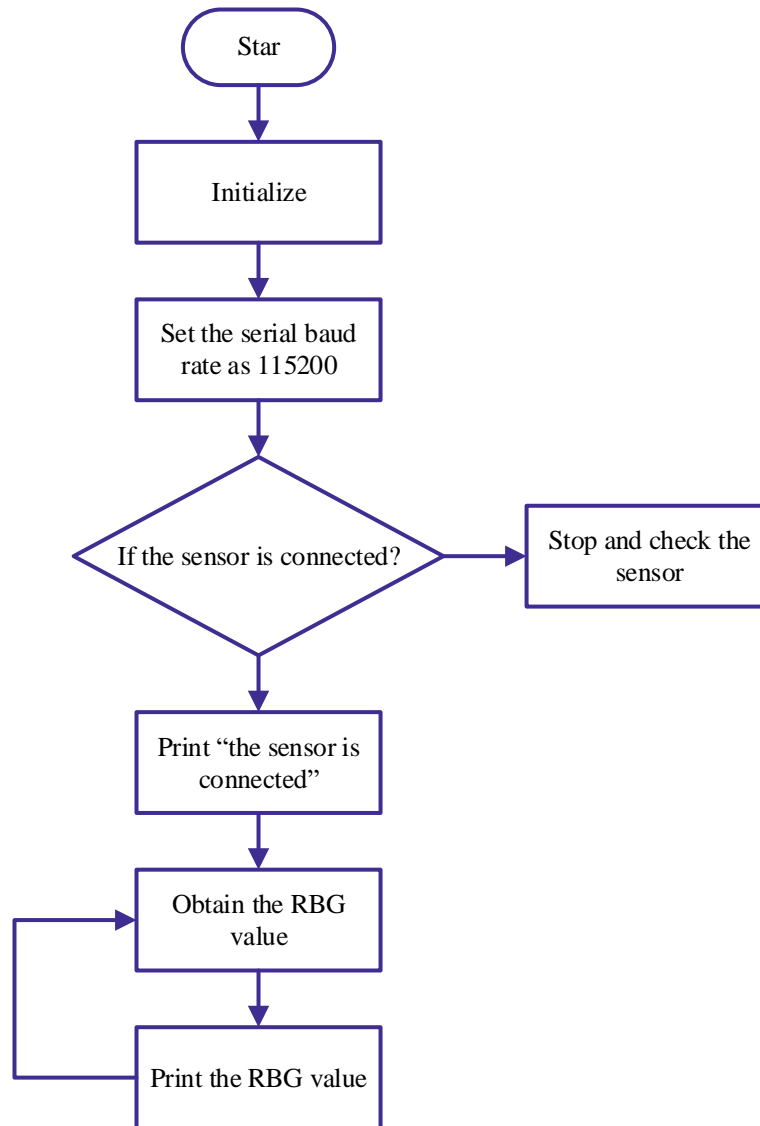 Star
Initialize
Set the serial baud
rate as 115200
If the sensor is connected?
Stop and check the
sensor
Print “the sensor is
connected”
Obtain the RBG
value
Print the RBG value